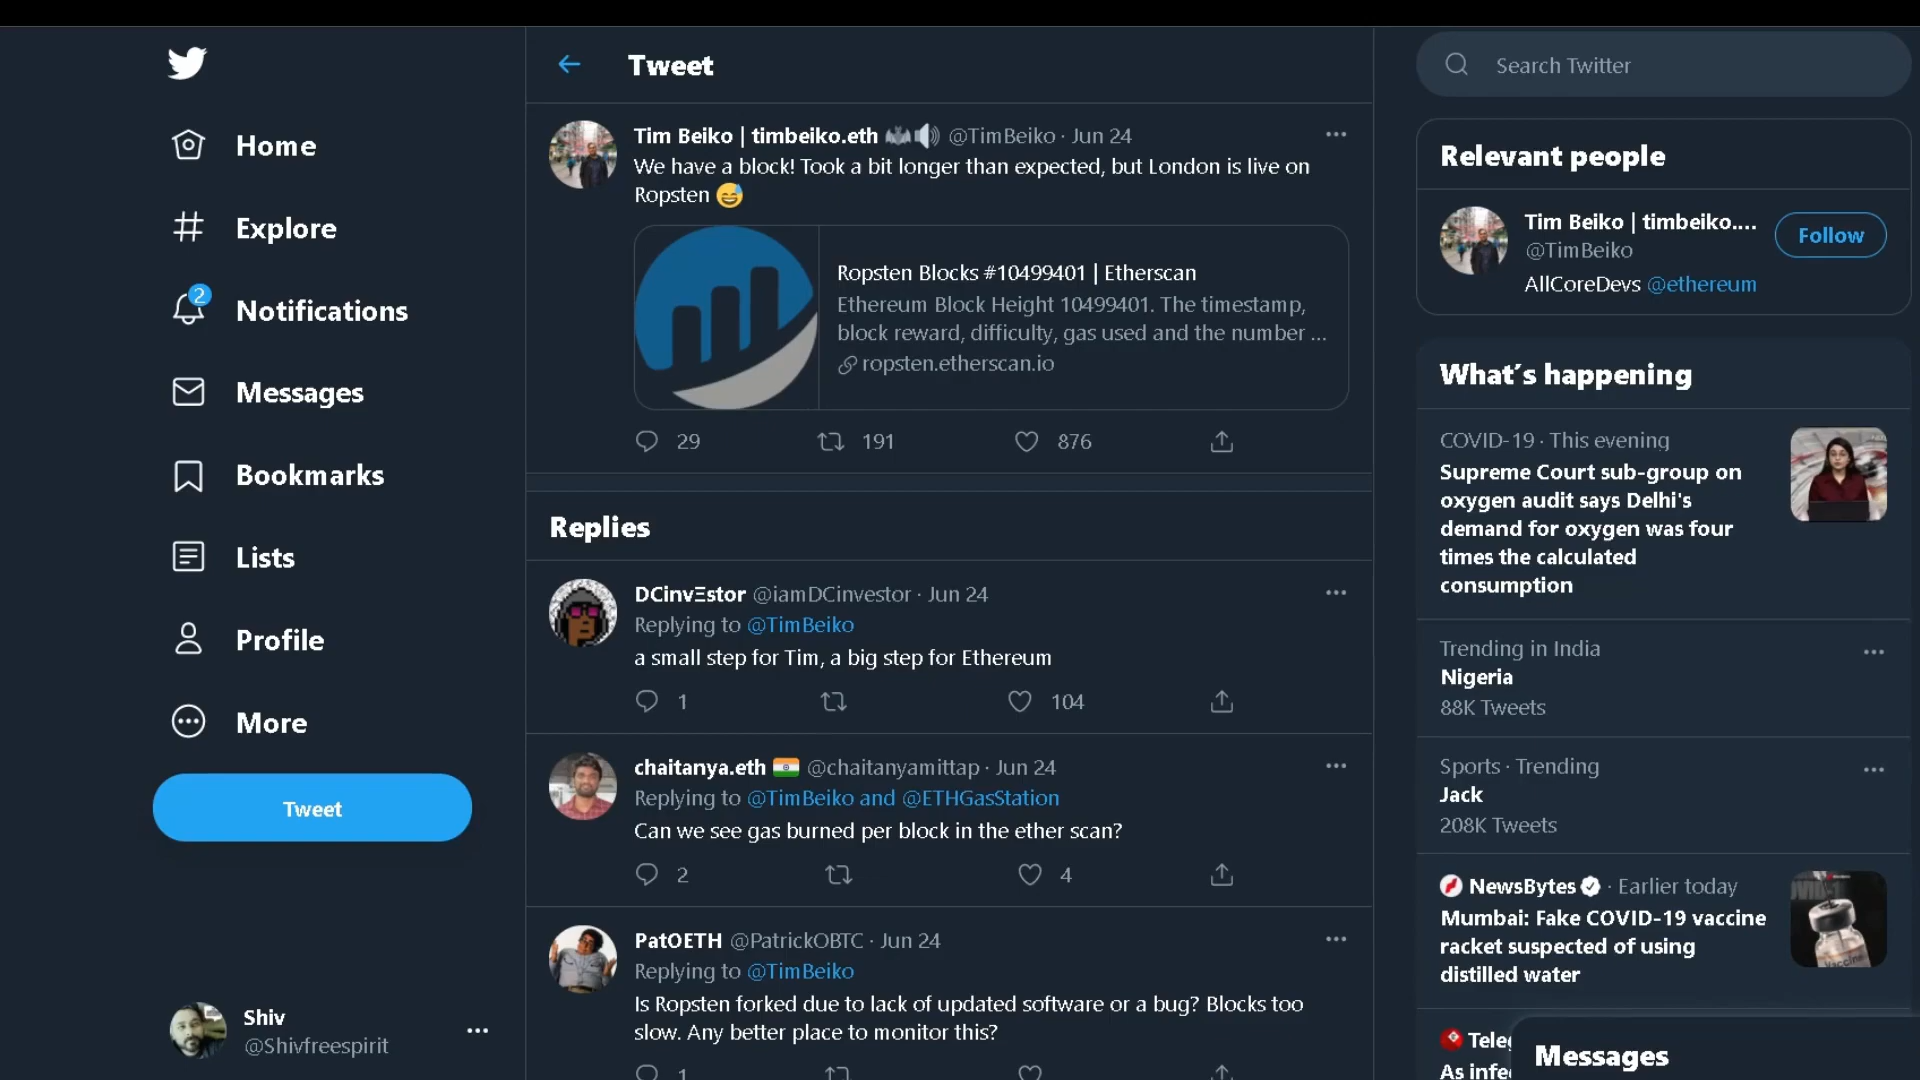 Home
Explore
2
Notifications
Messages
Bookmarks
Lists
Profile
More
Tweet
Shiv
@Shivfreespirit
Tweet
Tim Beiko | timbeiko.eth 🦇🔊 @TimBeiko · Jun 24
We have a block! Took a bit longer than expected, but London is live on
Ropsten 😅
Ropsten Blocks #10499401 | Etherscan
Ethereum Block Height 10499401. The timestamp,
block reward, difficulty, gas used and the number ...
ropsten.etherscan.io
29 191 876
Replies
DCinvΞstor @iamDCinvestor · Jun 24
Replying to @TimBeiko
a small step for Tim, a big step for Ethereum
1 104
chaitanya.eth 🇮🇳 @chaitanyamittap · Jun 24
Replying to @TimBeiko and @ETHGasStation
Can we see gas burned per block in the ether scan?
2 4
PatOETH @PatrickOBTC · Jun 24
Replying to @TimBeiko
Is Ropsten forked due to lack of updated software or a bug? Blocks too
slow. Any better place to monitor this?
1
Search Twitter
Relevant people
Tim Beiko | timbeiko....
@TimBeiko
Follow
AllCoreDevs @ethereum
What's happening
COVID-19 · This evening
Supreme Court sub-group on
oxygen audit says Delhi's
demand for oxygen was four
times the calculated
consumption
Trending in India
Nigeria
88K Tweets
Sports · Trending
Jack
208K Tweets
NewsBytes · Earlier today
Mumbai: Fake COVID-19 vaccine
racket suspected of using
distilled water
Vaccine
As
Messages